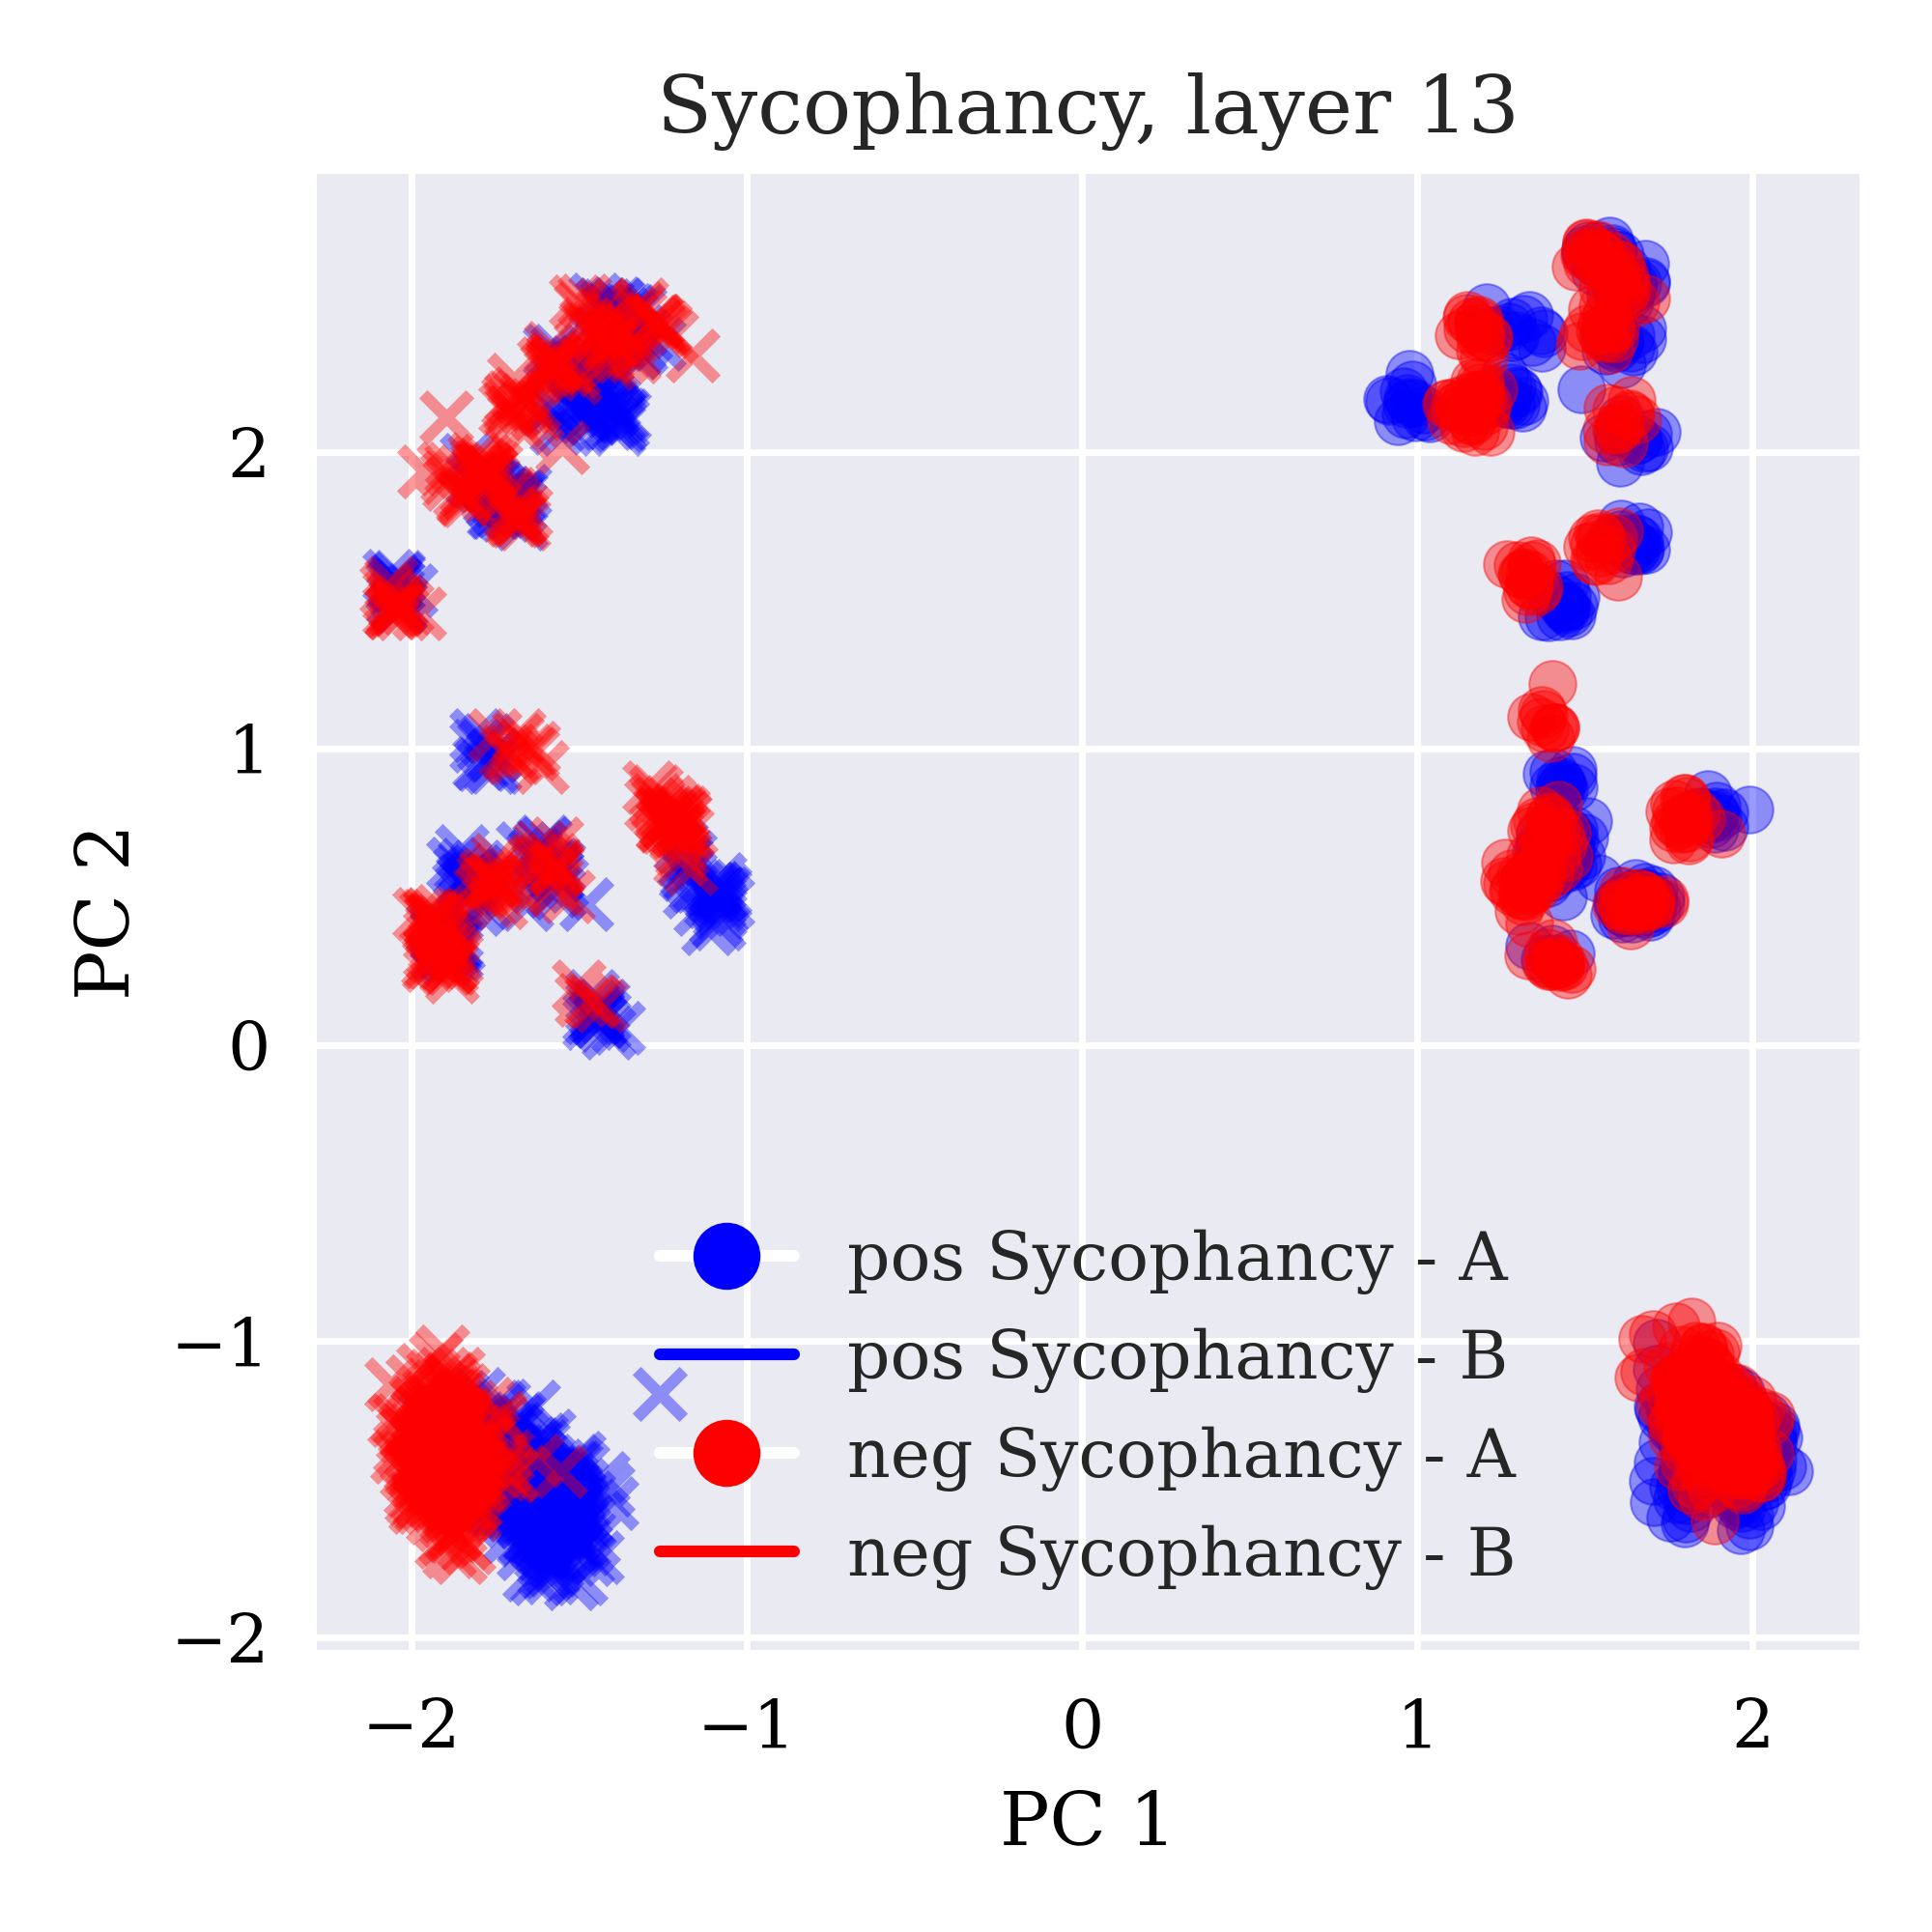 Sycophancy, layer 13
PC 2
2
1
0
−1
−2
pos Sycophancy - A
pos Sycophancy - B
neg Sycophancy - A
neg Sycophancy - B
−2 −1 0 1 2
PC 1